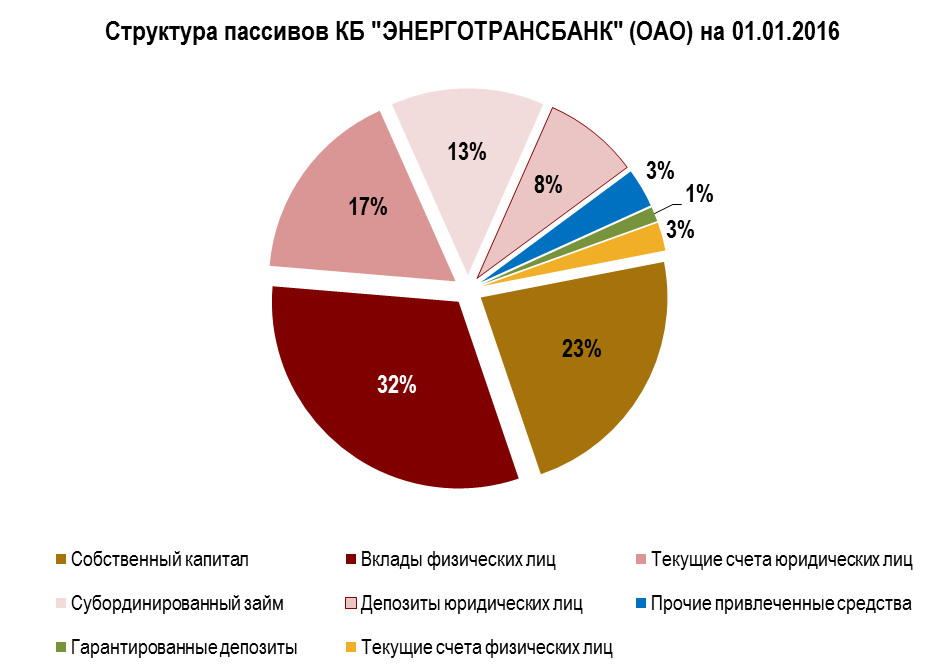 Структура пассивов КБ "ЭНЕРГОТРАНСБАНК" (ОАО) на 01.01.2016
13%
8%
3%
1%
3%
17%
23%
32%
Собственный капитал
Вклады физических лиц
Текущие счета юридических лиц
Субординированный займ
Депозиты юридических лиц
Прочие привлеченные средства
Гарантированные депозиты
Текущие счета физических лиц